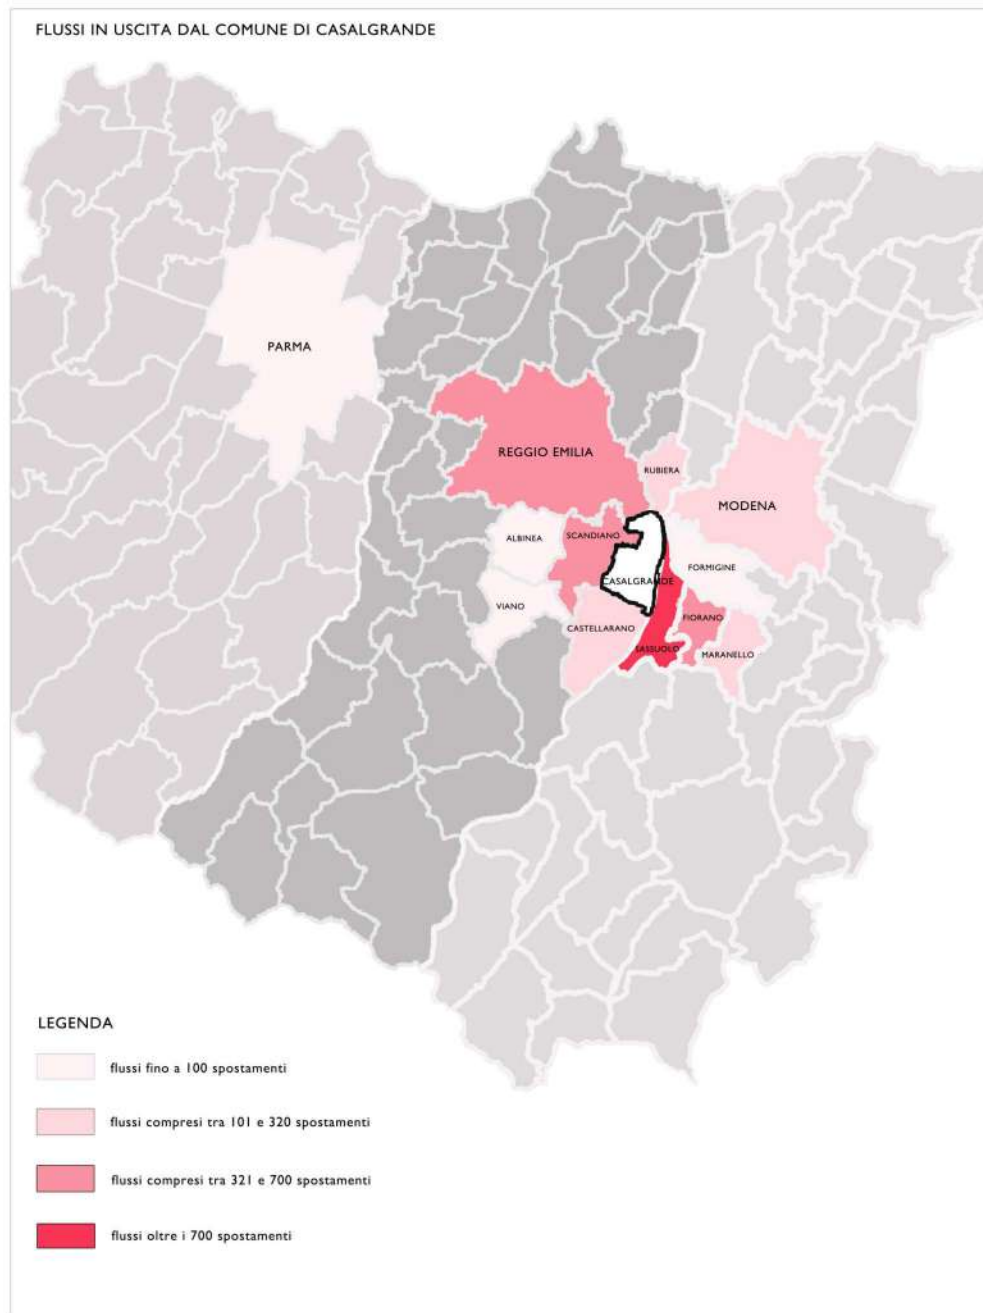 FLUSSI IN USCITA DAL COMUNE DI CASALGRANDE
PARMA
REGGIO EMILIA
RUBIERA
MODENA
ALBINEA
SCANDIANO
FORMIGINE
CASALGRANDE
VIANO
FIORANO
CASTELLARANO
SASSUOLO
MARANELLO
LEGENDA
flussi fino a 100 spostamenti
flussi compresi tra 101 e 320 spostamenti
flussi compresi tra 321 e 700 spostamenti
flussi oltre i 700 spostamenti